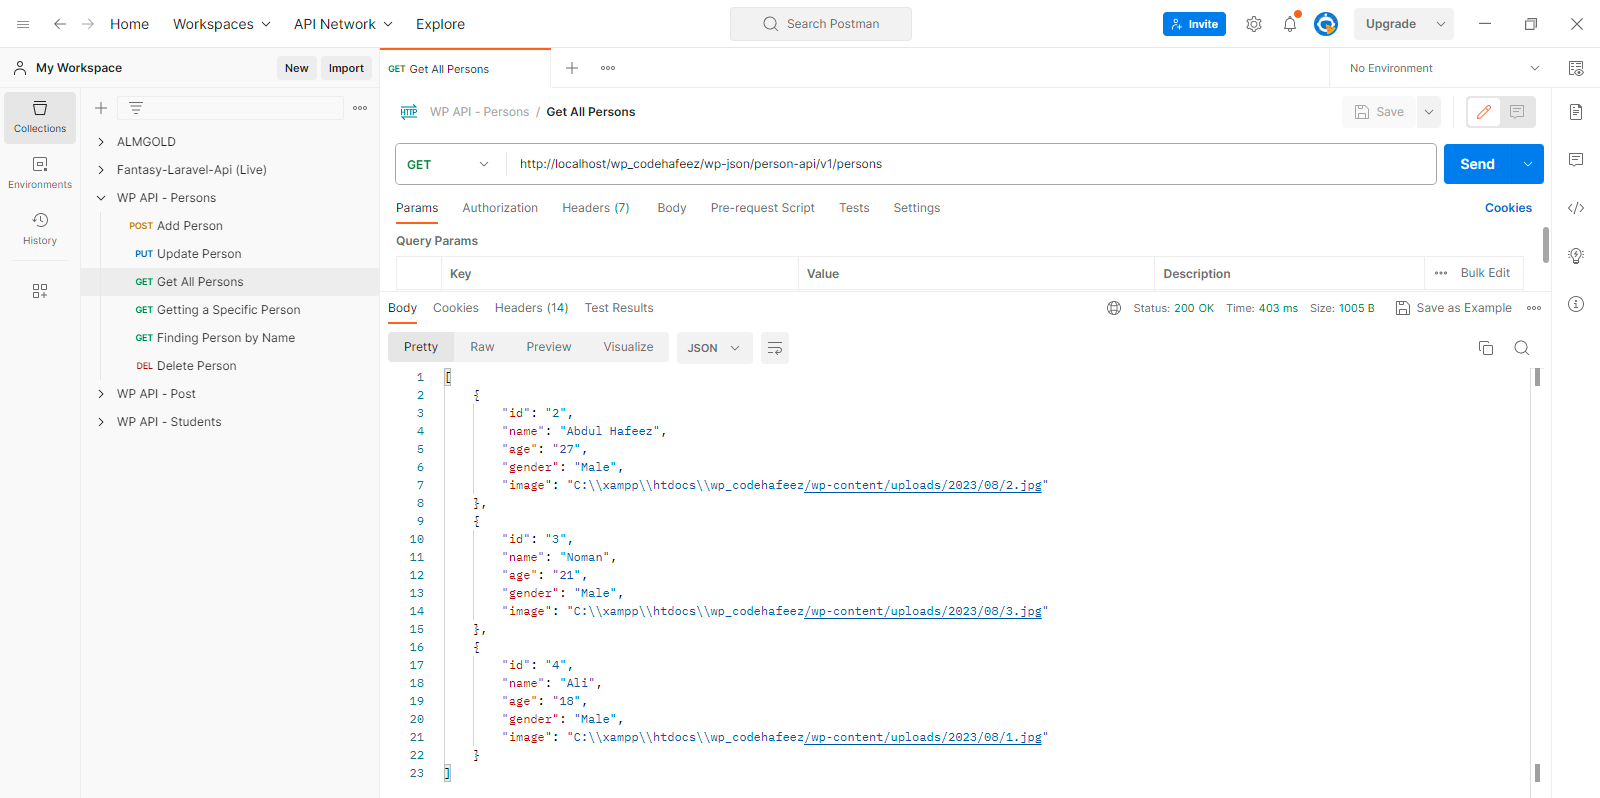 Home Workspaces API Network Explore Search Postman Invite Upgrade
My Workspace New Import
GET Get All Persons No Environment
Collections
Environments
History
ALMGOLD
Fantasy-Laravel-Api (Live)
WP API - Persons
POST Add Person
PUT Update Person
GET Get All Persons
GET Getting a Specific Person
GET Finding Person by Name
DEL Delete Person
WP API - Post
WP API - Students
HTTP WP API - Persons / Get All Persons Save
GET http://localhost/wp_codehafeez/wp-json/person-api/v1/persons Send
Params Authorization Headers (7) Body Pre-request Script Tests Settings Cookies
Query Params
Key Value Description Bulk Edit
Body Cookies Headers (14) Test Results Status: 200 OK Time: 403 ms Size: 1005 B Save as Example
Pretty Raw Preview Visualize JSON
1 [
2 {
3 "id": "2",
4 "name": "Abdul Hafeez",
5 "age": "27",
6 "gender": "Male",
7 "image": "C:\\xampp\\htdocs\\wp_codehafeez/wp-content/uploads/2023/08/2.jpg"
8 },
9 {
10 "id": "3",
11 "name": "Noman",
12 "age": "21",
13 "gender": "Male",
14 "image": "C:\\xampp\\htdocs\\wp_codehafeez/wp-content/uploads/2023/08/3.jpg"
15 },
16 {
17 "id": "4",
18 "name": "Ali",
19 "age": "18",
20 "gender": "Male",
21 "image": "C:\\xampp\\htdocs\\wp_codehafeez/wp-content/uploads/2023/08/1.jpg"
22 }
23 ]